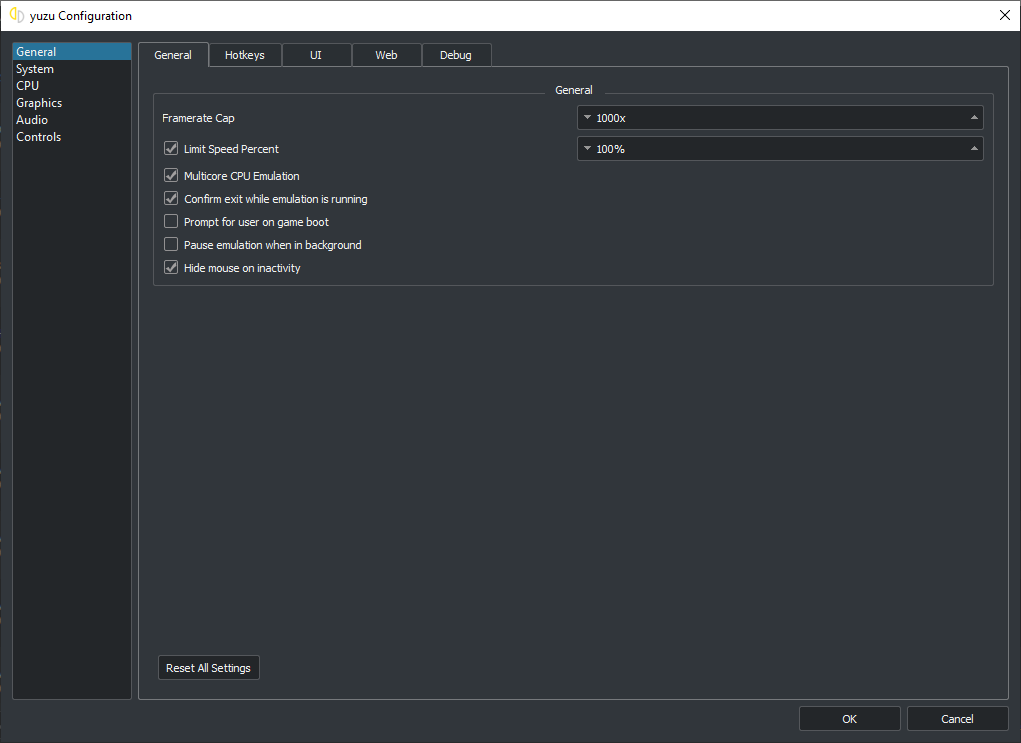 yuzu Configuration
General
System
CPU
Graphics
Audio
Controls
General Hotkeys UI Web Debug
General
Framerate Cap 1000x
Limit Speed Percent 100%
Multicore CPU Emulation
Confirm exit while emulation is running
Prompt for user on game boot
Pause emulation when in background
Hide mouse on inactivity
Reset All Settings
OK Cancel